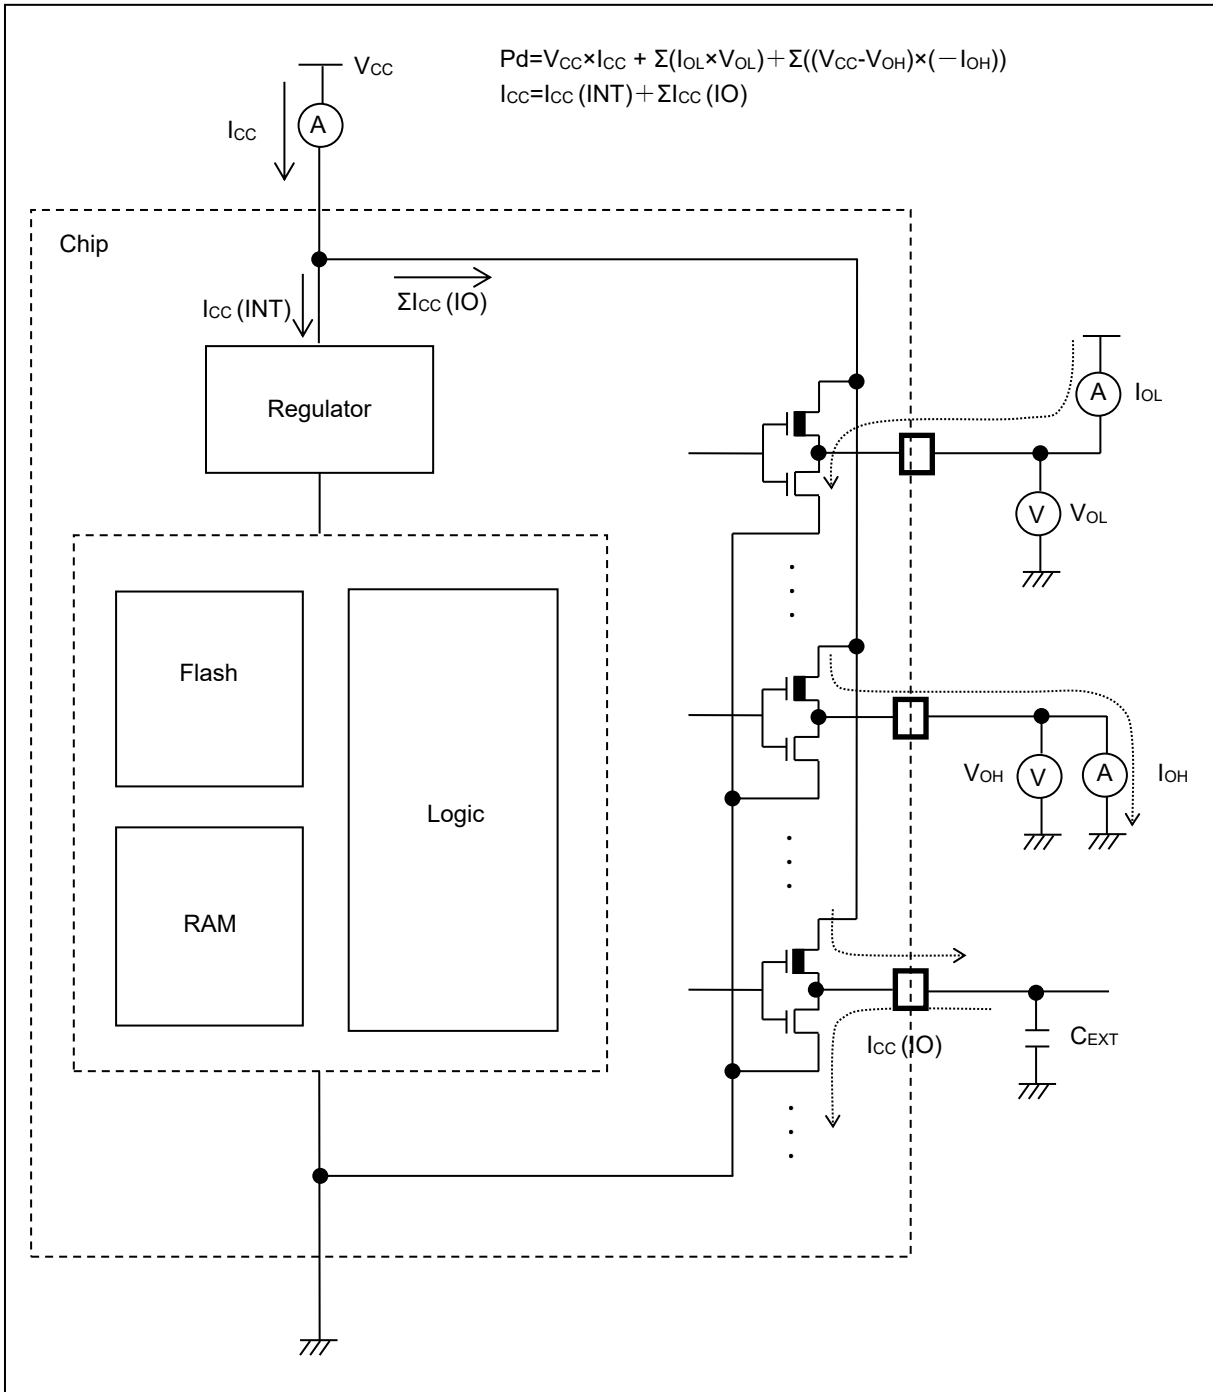 Pd=VCC×ICC + Σ(IOL×VOL)+Σ((VCC-VOH)×(-IOH))
ICC=ICC (INT)+ΣICC (IO)
VCC
A
ICC
Chip
ICC (INT)
ΣICC (IO)
Regulator
A
IOL
V
VOL
Flash
Logic
RAM
VOH
V
A
IOH
ICC (IO)
CEXT